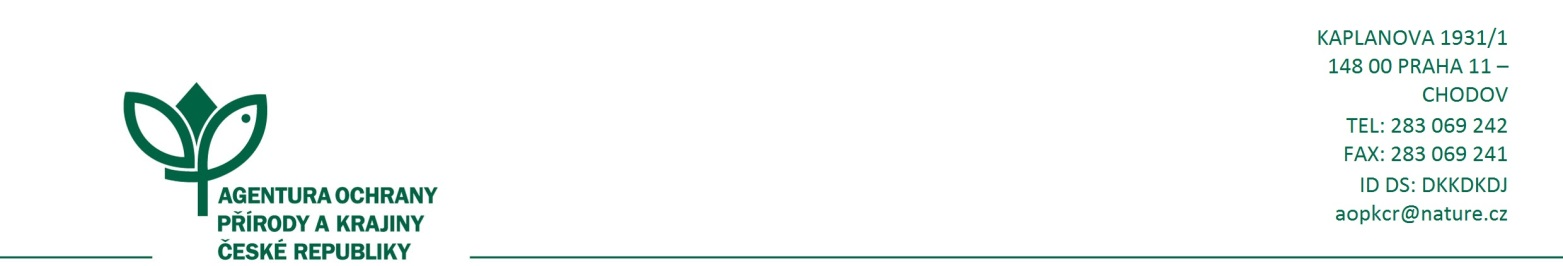 KAPLANOVA 1931/1
148 00 PRAHA 11 –
CHODOV
TEL: 283 069 242
FAX: 283 069 241
ID DS: DKKDKDJ
aopkcr@nature.cz
AGENTURA OCHRANY
PŘÍRODY A KRAJINY
ČESKÉ REPUBLIKY